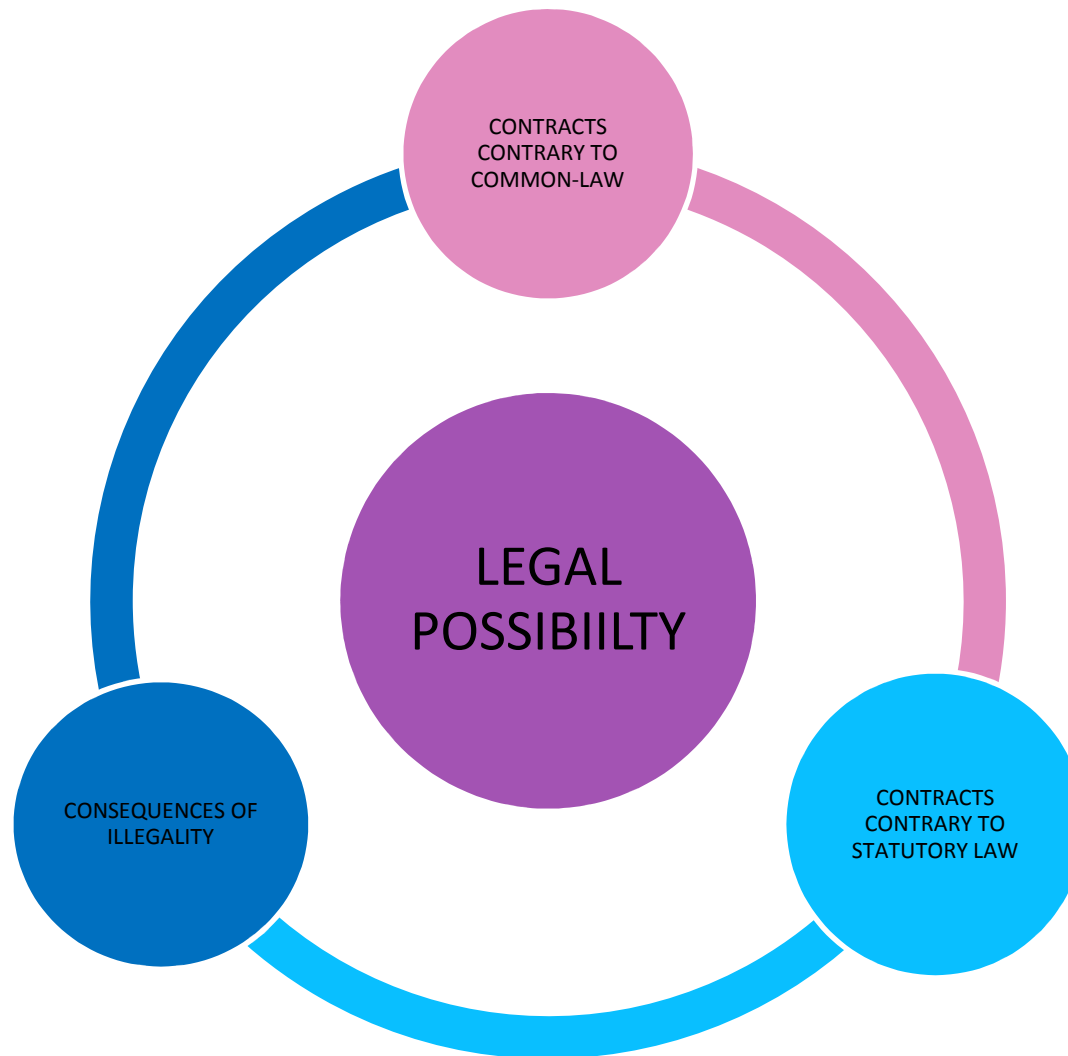 CONTRACTS
CONTRARY TO
COMMON-LAW
LEGAL
POSSIBIILTY
CONSEQUENCES OF
ILLEGALITY
CONTRACTS
CONTRARY TO
STATUTORY LAW